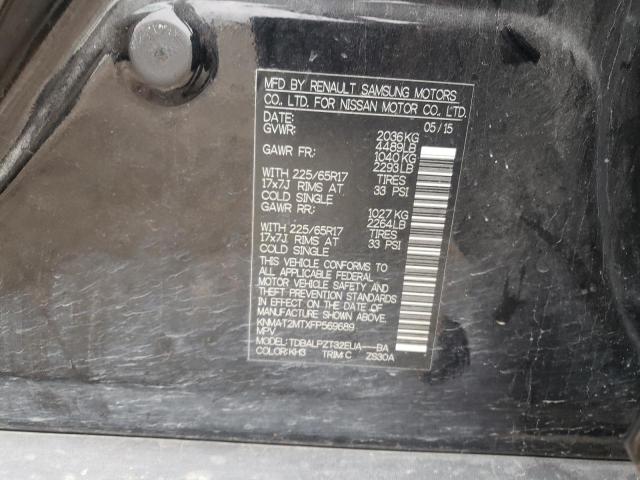 MFD BY RENAULT SAMSUNG MOTORS
CO., LTD. FOR NISSAN MOTOR CO., LTD.
DATE: 05/15
GVWR: 2036KG
4489LB
GAWR FR: 1040KG
2293LB
WITH 225/65R17 TIRES
17x7J RIMS AT 33 PSI
COLD SINGLE
GAWR RR: 1027KG
2264LB
WITH 225/65R17 TIRES
17x7J RIMS AT 33 PSI
COLD SINGLE
THIS VEHICLE CONFORMS TO
ALL APPLICABLE FEDERAL
MOTOR VEHICLE SAFETY AND
THEFT PREVENTION STANDARDS
IN EFFECT ON THE DATE OF
MANUFACTURE SHOWN ABOVE.
KNMAT2MTXFP569689
MPV
MODEL:TDBALPZT32EUA---BA
COLOR:KH3 TRIM:C ZS30A